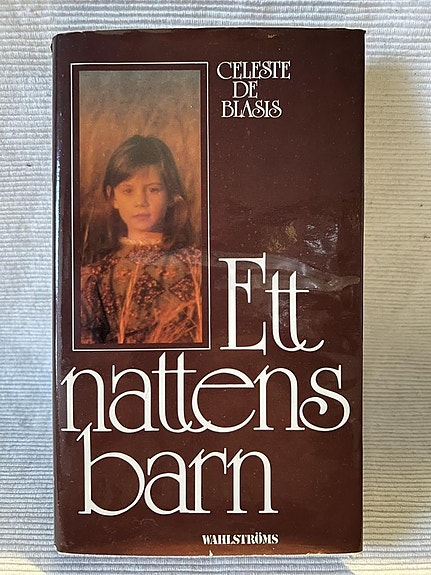 CELESTE
DE
BLASIS
Ett
nattens
barn
WAHLSTRÖMS